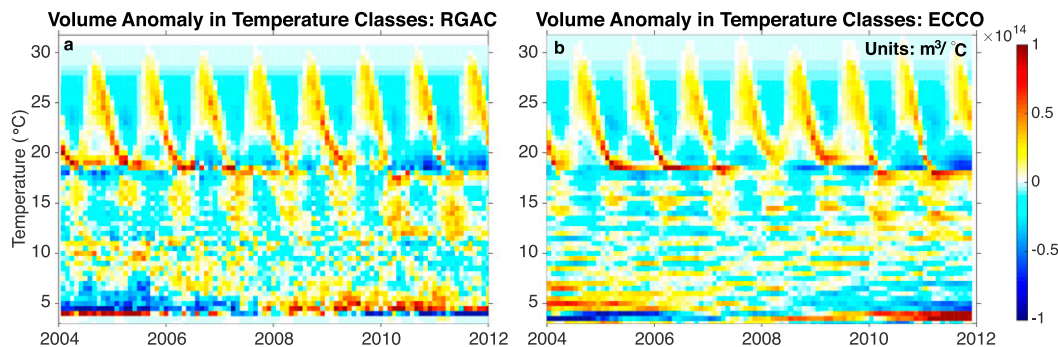 Volume Anomaly in Temperature Classes: RGAC
Volume Anomaly in Temperature Classes: ECCO
a
b
Units: m³/ °C
×10¹⁴
Temperature (°C)
30
25
20
15
10
5
2004 2006 2008 2010 2012
30
25
20
15
10
5
2004 2006 2008 2010 2012
1
0.5
0
-0.5
-1